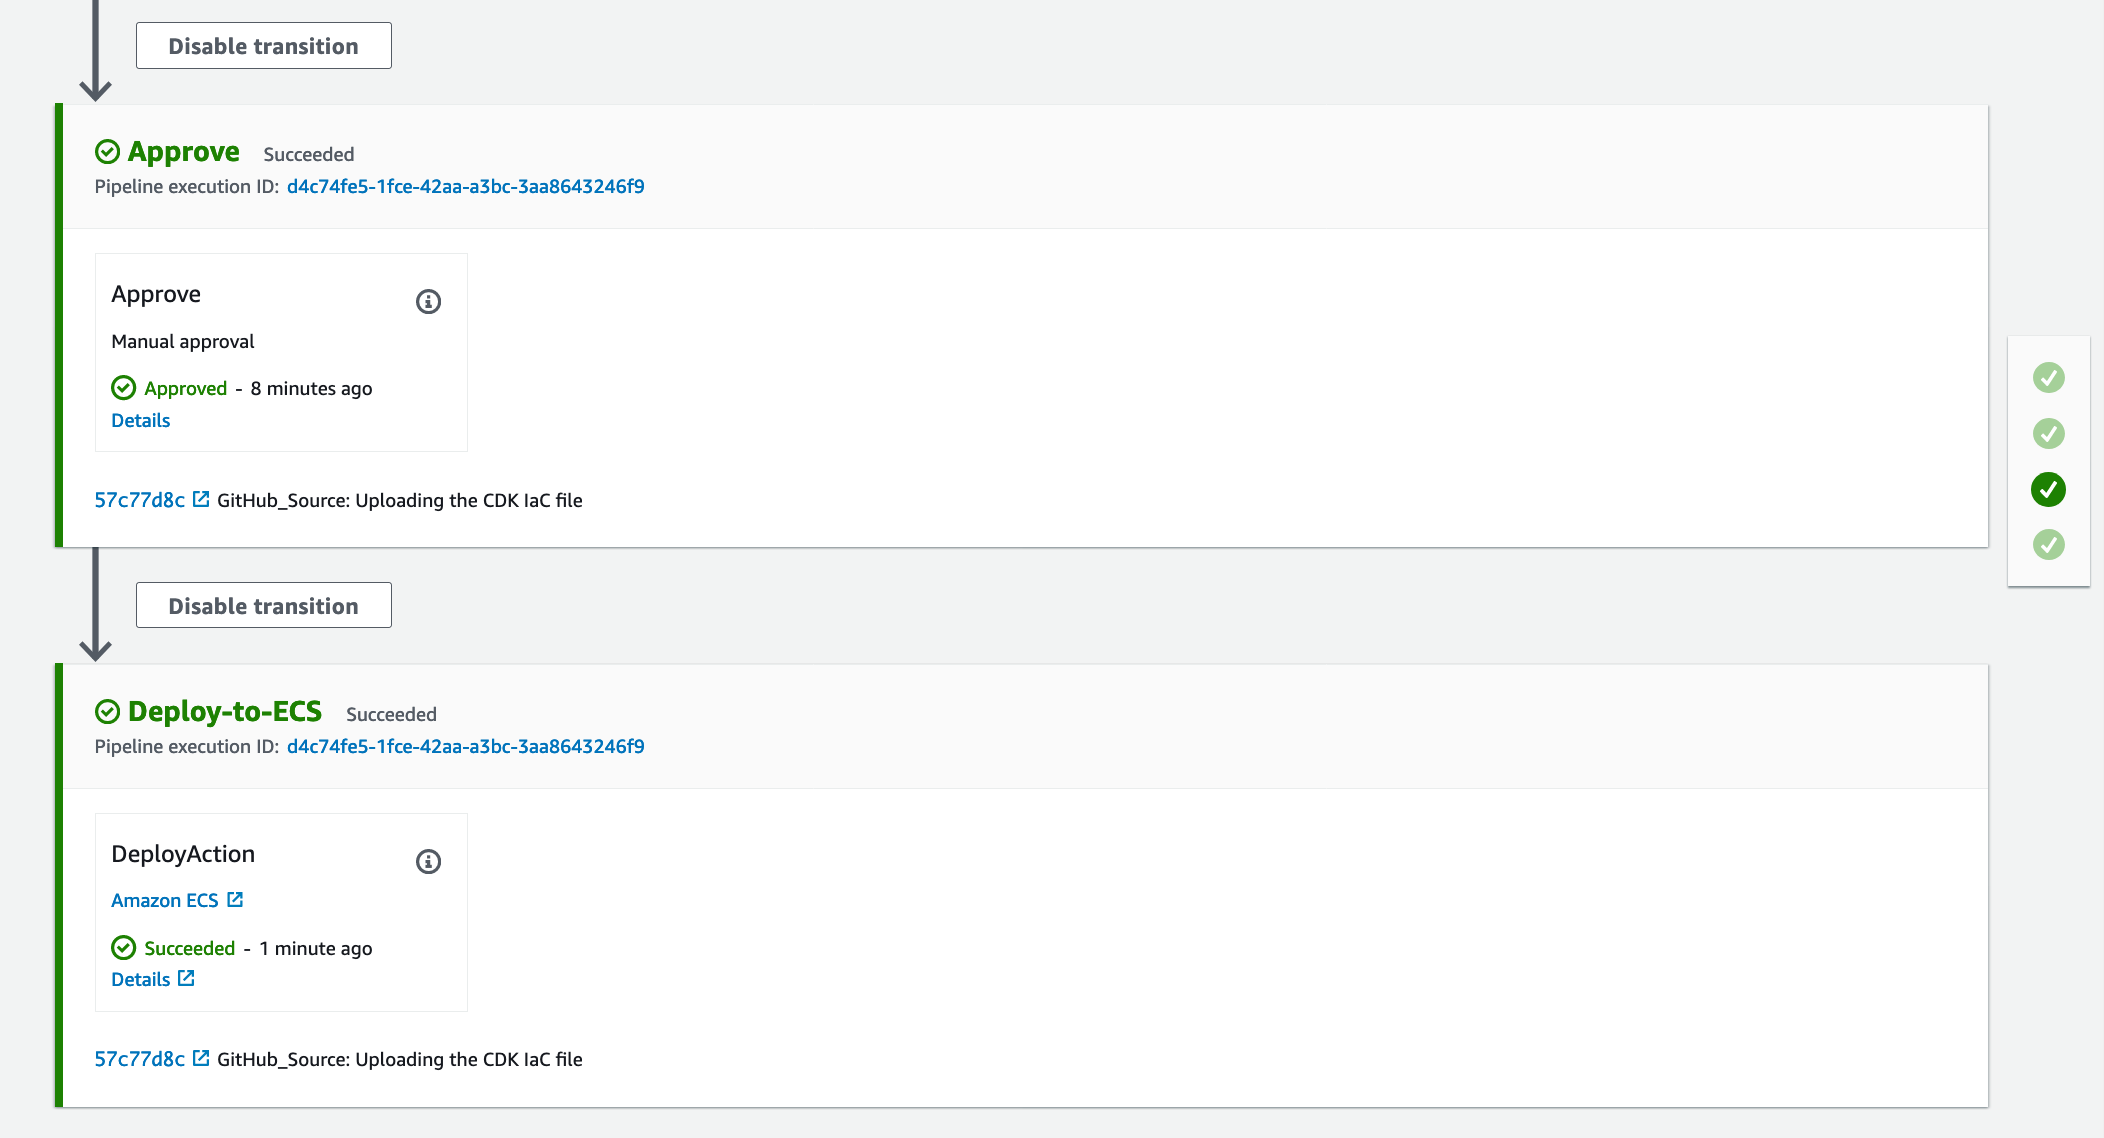 Disable transition
Approve Succeeded
Pipeline execution ID: d4c74fe5-1fce-42aa-a3bc-3aa8643246f9
Approve
Manual approval
Approved - 8 minutes ago
Details
57c77d8c GitHub_Source: Uploading the CDK IaC file
Disable transition
Deploy-to-ECS Succeeded
Pipeline execution ID: d4c74fe5-1fce-42aa-a3bc-3aa8643246f9
DeployAction
Amazon ECS
Succeeded - 1 minute ago
Details
57c77d8c GitHub_Source: Uploading the CDK IaC file